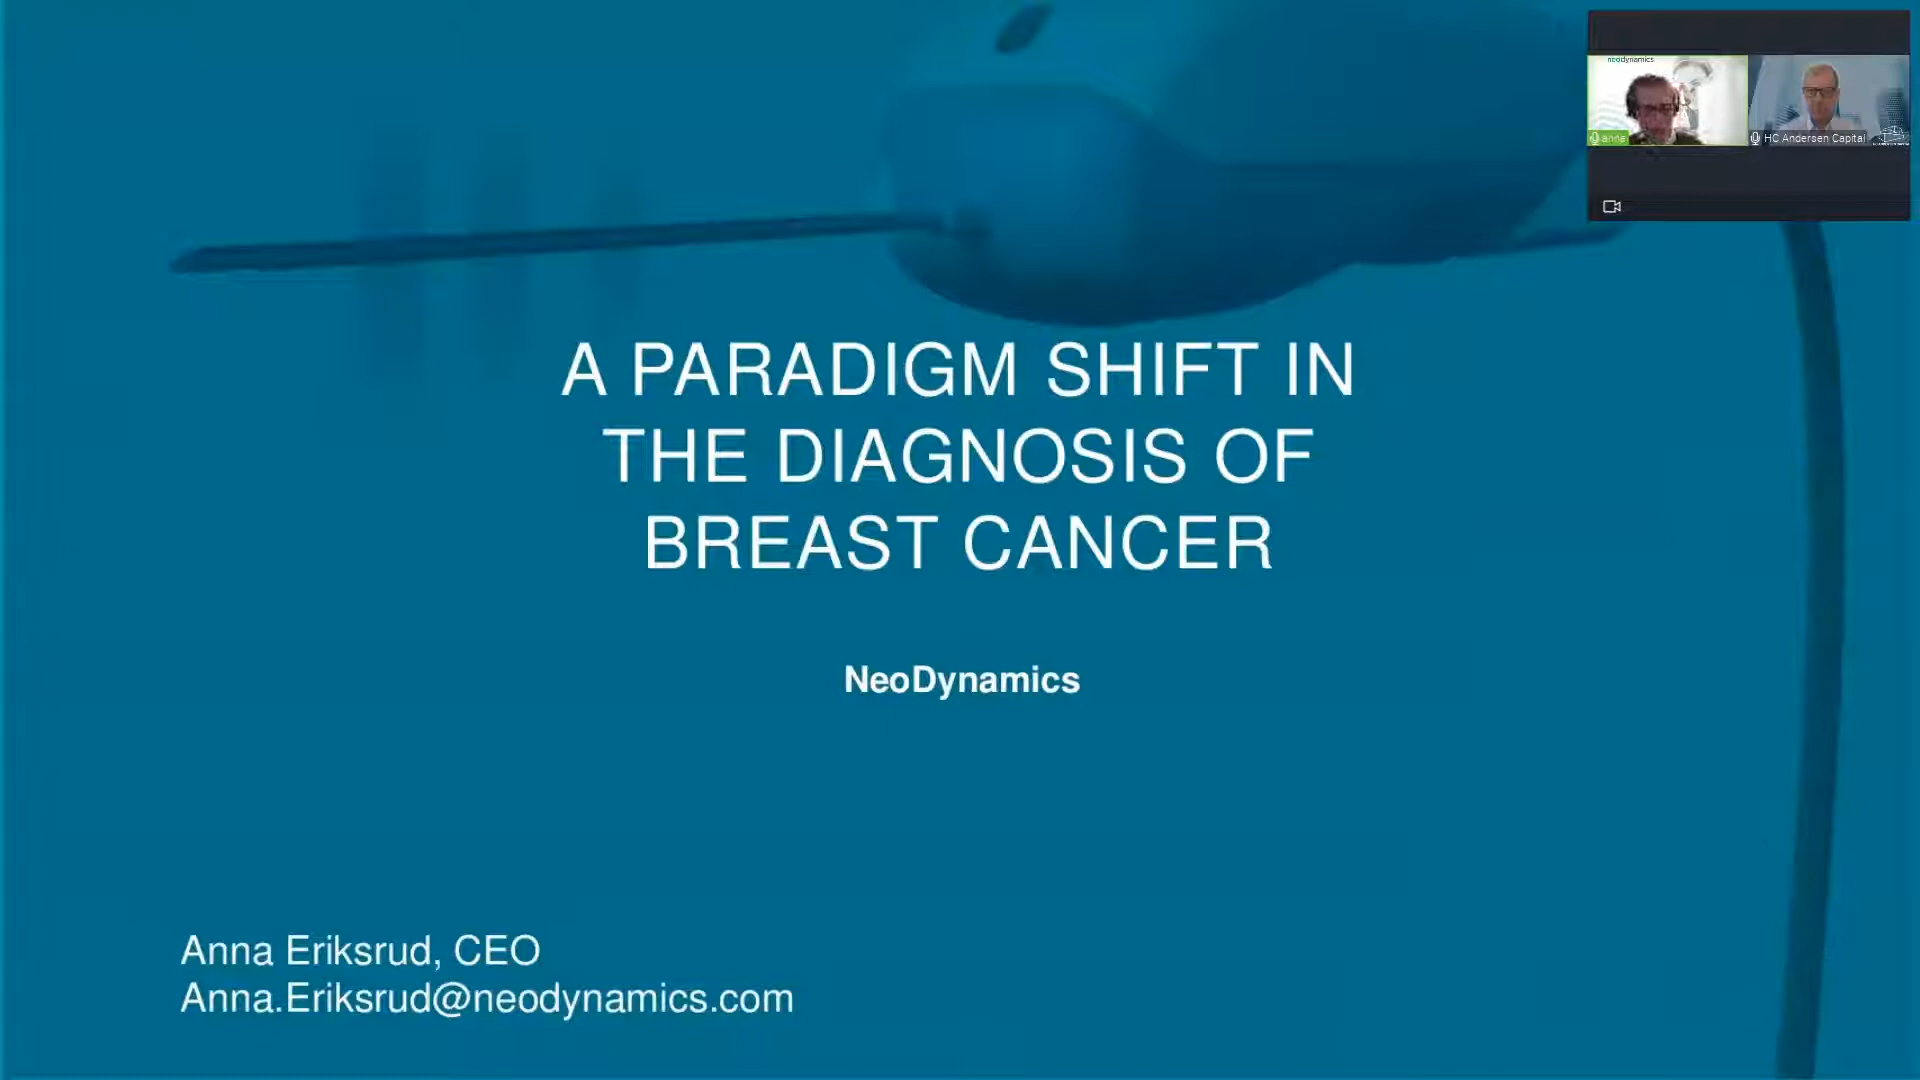 neodynamics
anna
HC Andersen Capital
A PARADIGM SHIFT IN
THE DIAGNOSIS OF
BREAST CANCER
NeoDynamics
Anna Eriksrud, CEO
Anna.Eriksrud@neodynamics.com